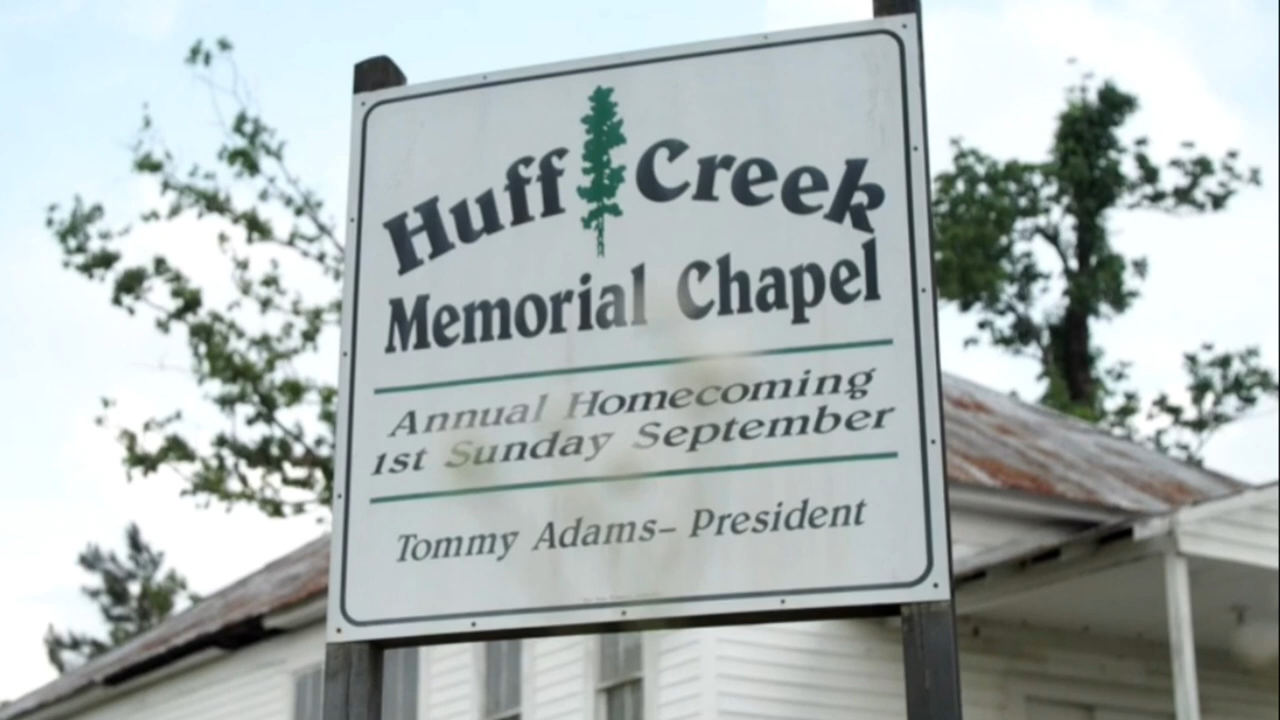 Huff Creek
Memorial Chapel
Annual Homecoming
1st Sunday September
Tommy Adams– President